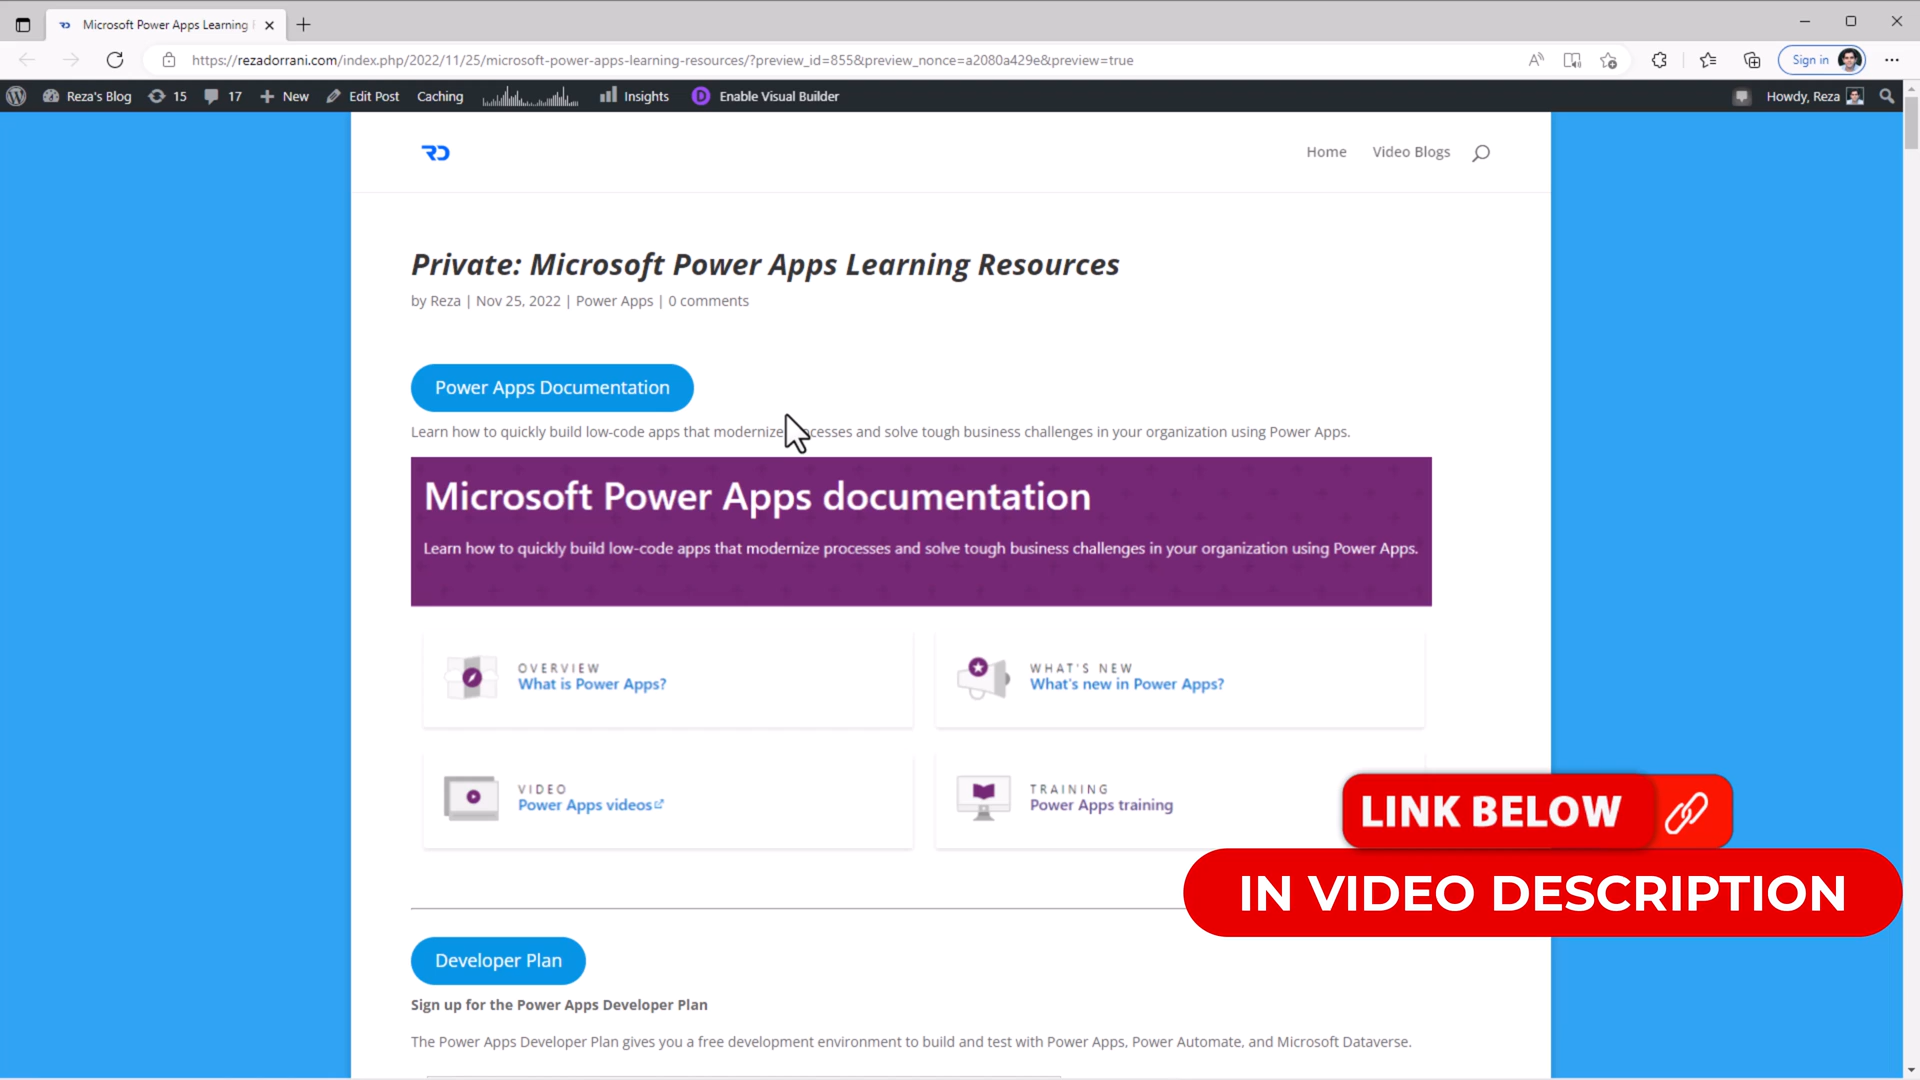 Microsoft Power Apps Learning
https://rezadorrani.com/index.php/2022/11/25/microsoft-power-apps-learning-resources/?preview_id=855&preview_nonce=a2080a429e&preview=true
Sign in
Reza's Blog 15 17 New Edit Post Caching Insights D Enable Visual Builder Howdy, Reza
RD Home Video Blogs
Private: Microsoft Power Apps Learning Resources
by Reza | Nov 25, 2022 | Power Apps | 0 comments
Power Apps Documentation
Learn how to quickly build low-code apps that modernize and solve tough business challenges in your organization using Power Apps.
Microsoft Power Apps documentation
Learn how to quickly build low-code apps that modernize processes and solve tough business challenges in your organization using Power Apps.
OVERVIEW
What is Power Apps?
WHAT'S NEW
What's new in Power Apps?
VIDEO
Power Apps videos
TRAINING
Power Apps training
LINK BELOW
IN VIDEO DESCRIPTION
Developer Plan
Sign up for the Power Apps Developer Plan
The Power Apps Developer Plan gives you a free development environment to build and test with Power Apps, Power Automate, and Microsoft Dataverse.